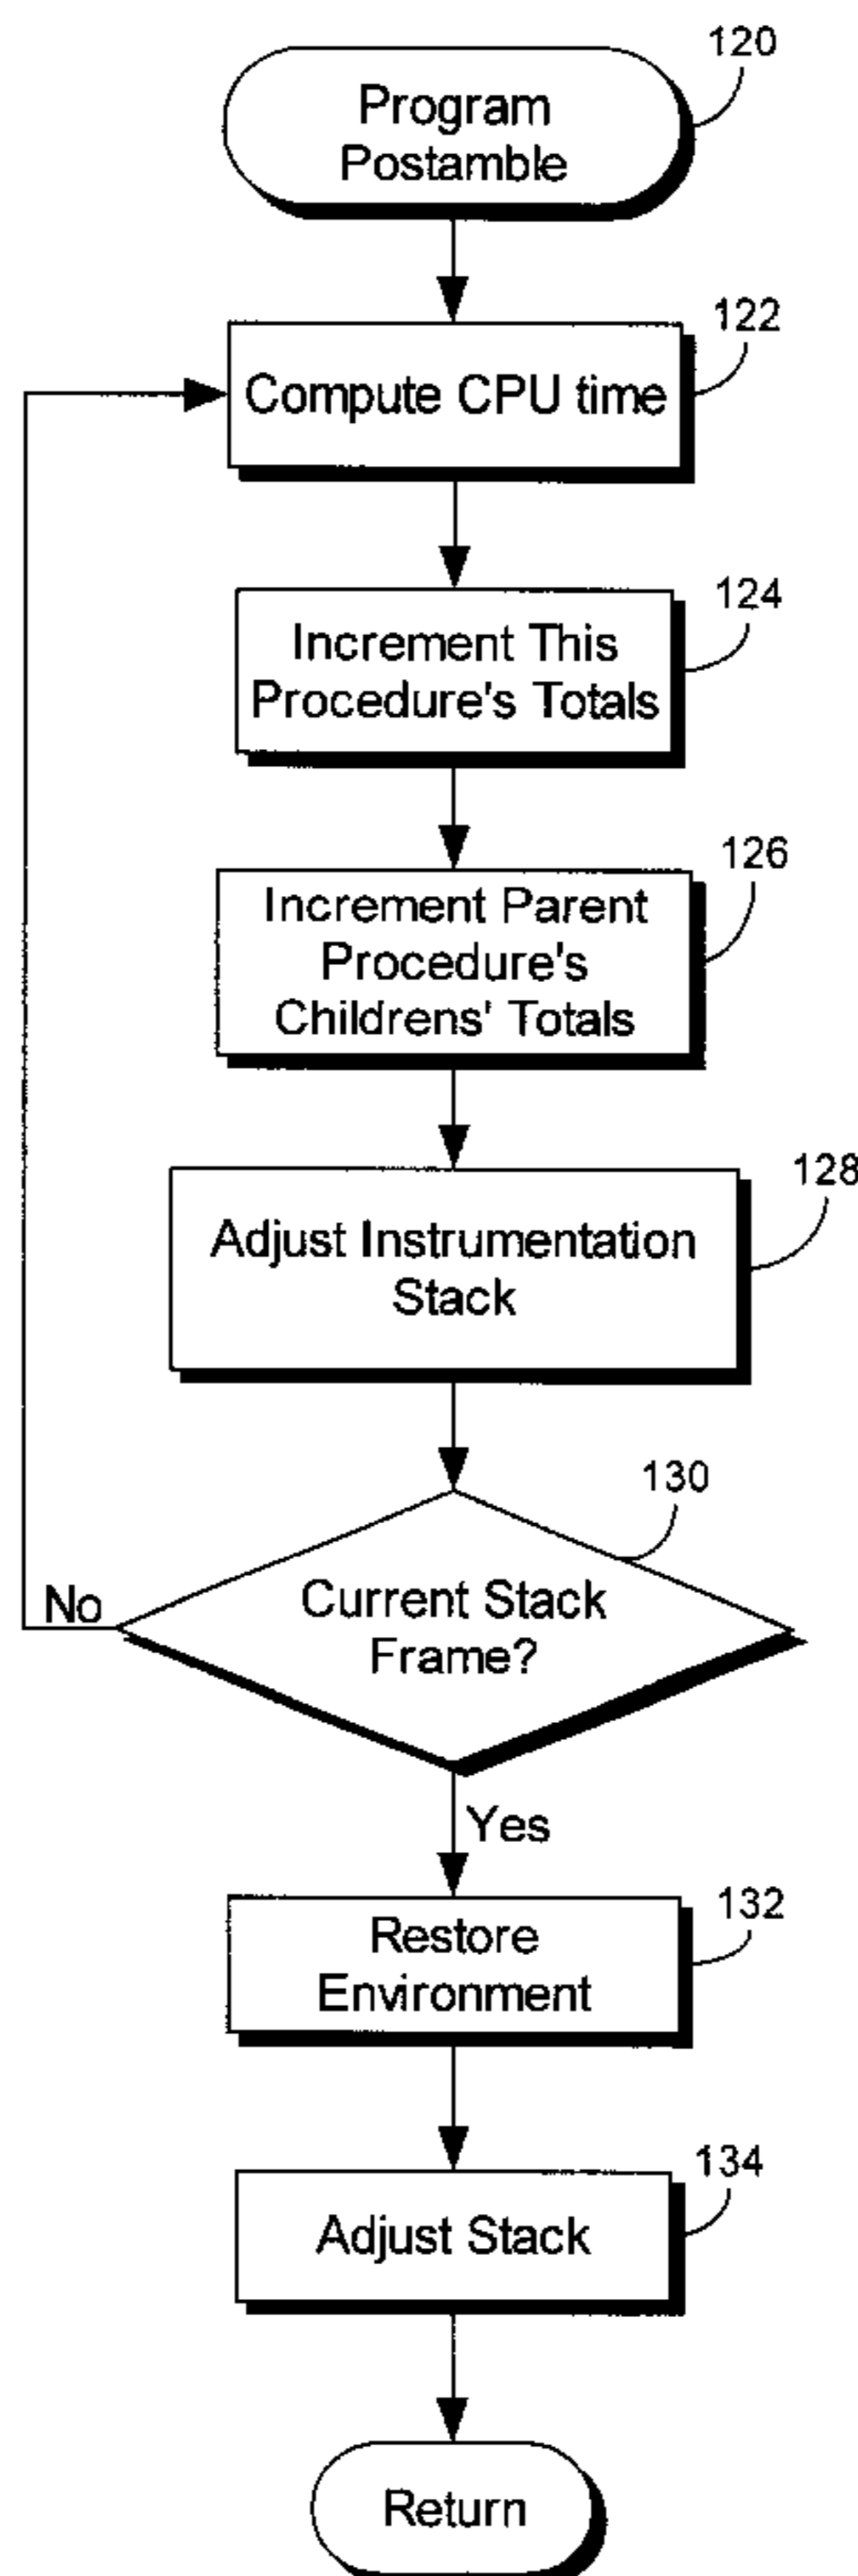 120
Program
Postamble
122
Compute CPU time
124
Increment This
Procedure's Totals
126
Increment Parent
Procedure's
Childrens' Totals
128
Adjust Instrumentation
Stack
130
Current Stack
Frame?
No
Yes
132
Restore
Environment
134
Adjust Stack
Return